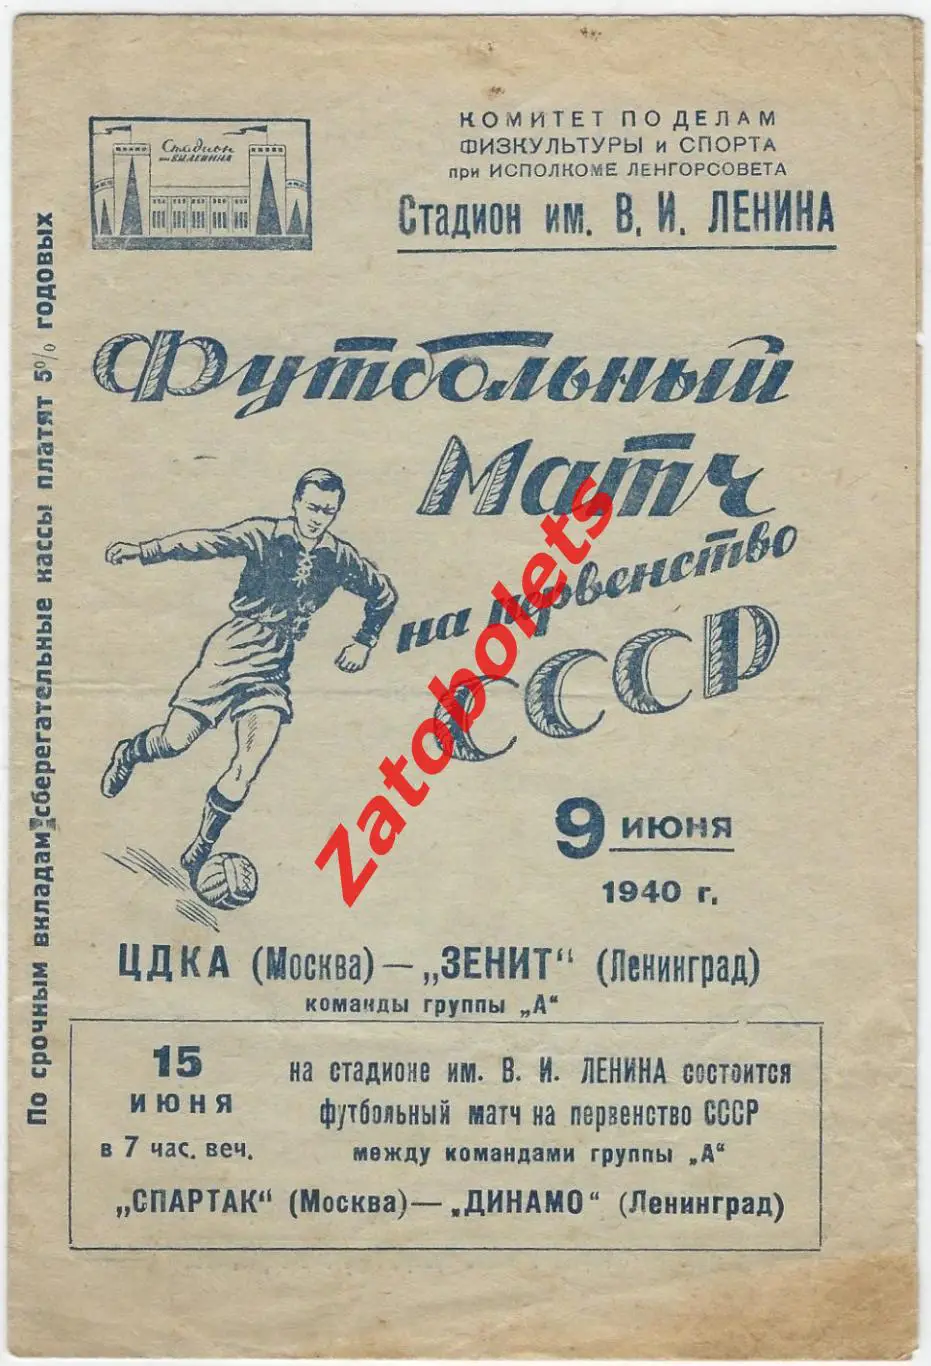 Стадион
им. В.И. ЛЕНИНА
КОМИТЕТ ПО ДЕЛАМ
ФИЗКУЛЬТУРЫ и СПОРТА
при ИСПОЛКОМЕ ЛЕНГОРСОВЕТА
Стадион им. В. И. ЛЕНИНА
По срочным вкладам сберегательные кассы платят 5% годовых
Футбольный
Матч
на первенство
СССР
Zatobolets
9 ИЮНЯ
1940 г.
ЦДКА (Москва) — „ЗЕНИТ" (Ленинград)
команды группы „А"
15
ИЮНЯ
в 7 час. веч.
на стадионе им. В. И. ЛЕНИНА состоится
футбольный матч на первенство СССР
между командами группы „А"
„СПАРТАК" (Москва) — „ДИНАМО" (Ленинград)